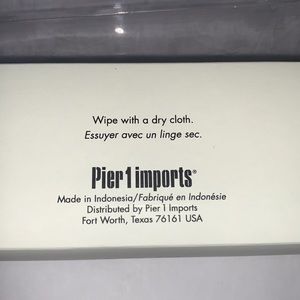 Wipe with a dry cloth.
Essuyer avec un linge sec.
Pier 1 imports®
Made in Indonesia/Fabriqué en Indonésie
Distributed by Pier 1 Imports
Fort Worth, Texas 76161 USA